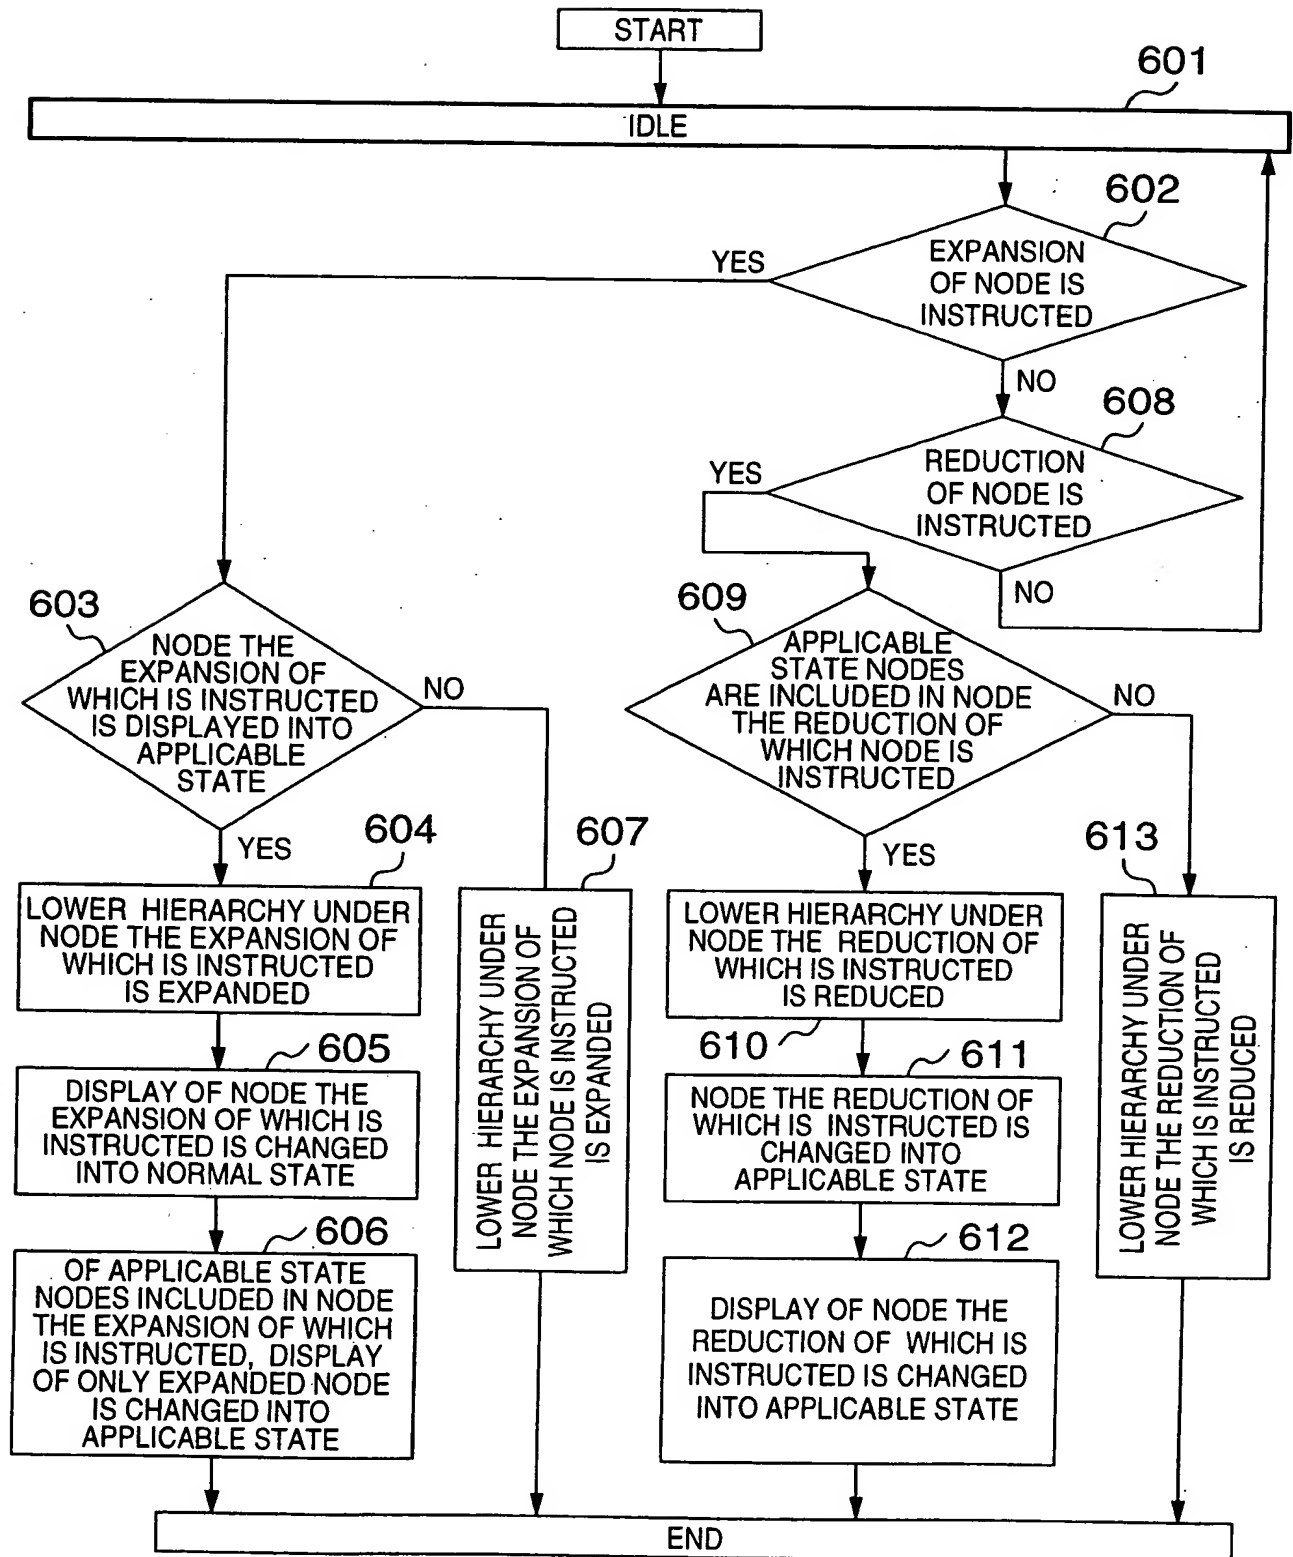 START
601
IDLE
602
EXPANSION
OF NODE IS
INSTRUCTED
YES
NO
608
REDUCTION
OF NODE IS
INSTRUCTED
YES
NO
603
NODE THE
EXPANSION OF
WHICH IS INSTRUCTED
IS DISPLAYED INTO
APPLICABLE
STATE
NO
YES
609
APPLICABLE
STATE NODES
ARE INCLUDED IN NODE
THE REDUCTION OF
WHICH NODE IS
INSTRUCTED
NO
YES
604
LOWER HIERARCHY UNDER
NODE THE EXPANSION OF
WHICH IS INSTRUCTED
IS EXPANDED
605
DISPLAY OF NODE THE
EXPANSION OF WHICH IS
INSTRUCTED IS CHANGED
INTO NORMAL STATE
606
OF APPLICABLE STATE
NODES INCLUDED IN NODE
THE EXPANSION OF WHICH
IS INSTRUCTED, DISPLAY
OF ONLY EXPANDED NODE
IS CHANGED INTO
APPLICABLE STATE
607
LOWER HIERARCHY UNDER
NODE THE EXPANSION OF
WHICH NODE IS INSTRUCTED
IS EXPANDED
LOWER HIERARCHY UNDER
NODE THE REDUCTION OF
WHICH IS INSTRUCTED
IS REDUCED
610
611
NODE THE REDUCTION OF
WHICH IS INSTRUCTED IS
CHANGED INTO
APPLICABLE STATE
612
DISPLAY OF NODE THE
REDUCTION OF WHICH IS
INSTRUCTED IS CHANGED
INTO APPLICABLE STATE
613
LOWER HIERARCHY UNDER
NODE THE REDUCTION OF
WHICH IS INSTRUCTED
IS REDUCED
END